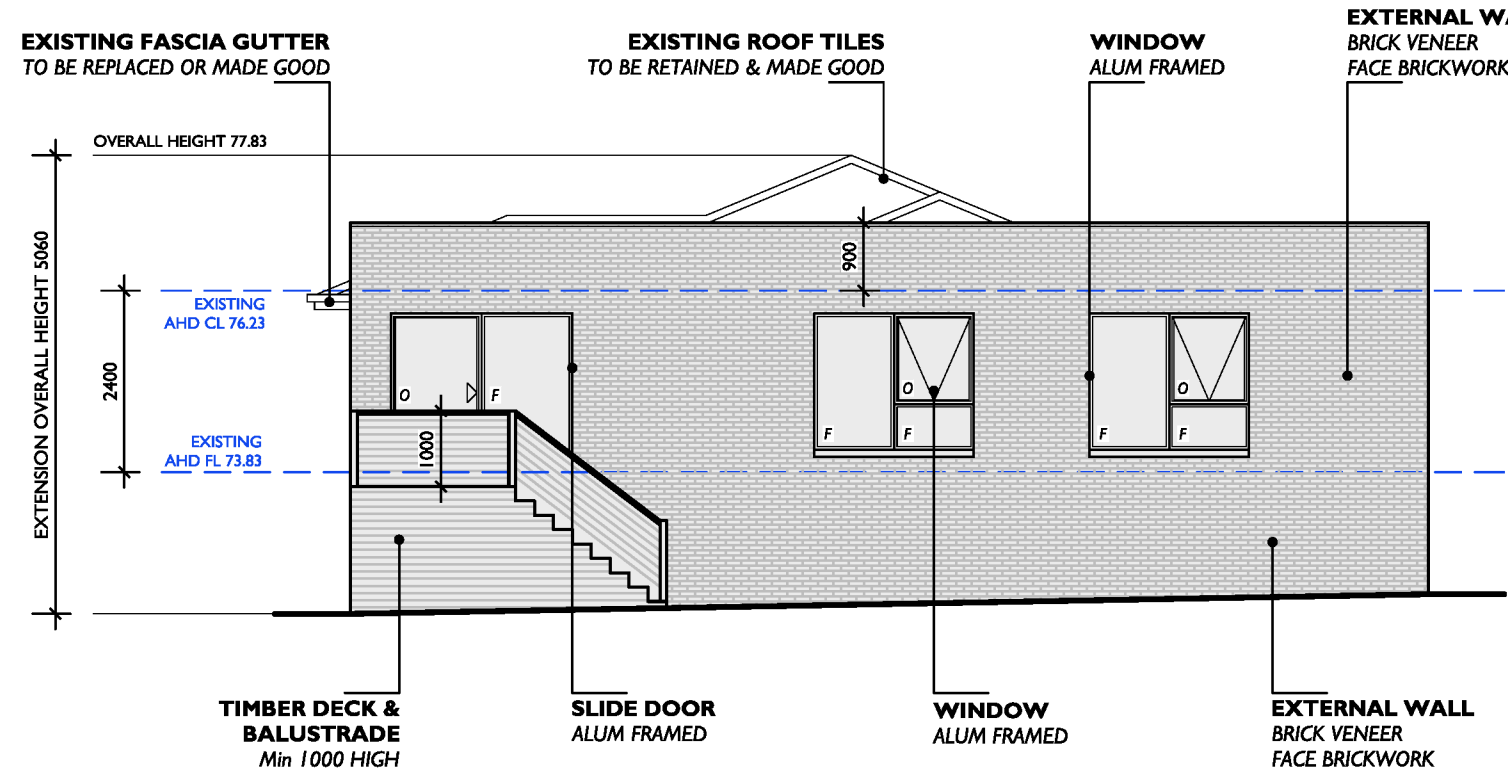 EXISTING FASCIA GUTTER
TO BE REPLACED OR MADE GOOD
EXISTING ROOF TILES
TO BE RETAINED & MADE GOOD
WINDOW
ALUM FRAMED
EXTERNAL WA
BRICK VENEER
FACE BRICKWORK
OVERALL HEIGHT 77.83
EXTENSION OVERALL HEIGHT 5060
900
EXISTING
AHD CL 76.23
2400
O
F
O
F
F
O
F
F
1000
EXISTING
AHD FL 73.83
TIMBER DECK &
BALUSTRADE
Min 1000 HIGH
SLIDE DOOR
ALUM FRAMED
WINDOW
ALUM FRAMED
EXTERNAL WALL
BRICK VENEER
FACE BRICKWORK